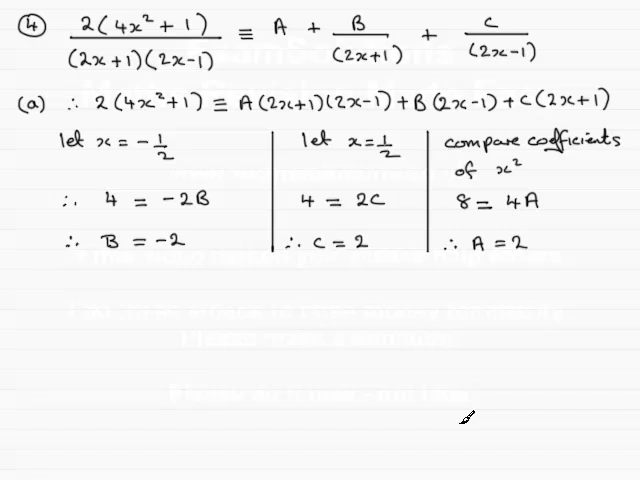 ④ 2(4x² + 1) / (2x+1)(2x-1) ≡ A + B / (2x+1) + C / (2x-1)
(a) ∴ 2(4x²+1) ≡ A(2x+1)(2x-1) + B(2x-1) + C(2x+1)
let x = -1/2
∴ 4 = -2B
∴ B = -2
let x = 1/2
4 = 2C
∴ C = 2
compare coefficients
of x²
8 = 4A
∴ A = 2